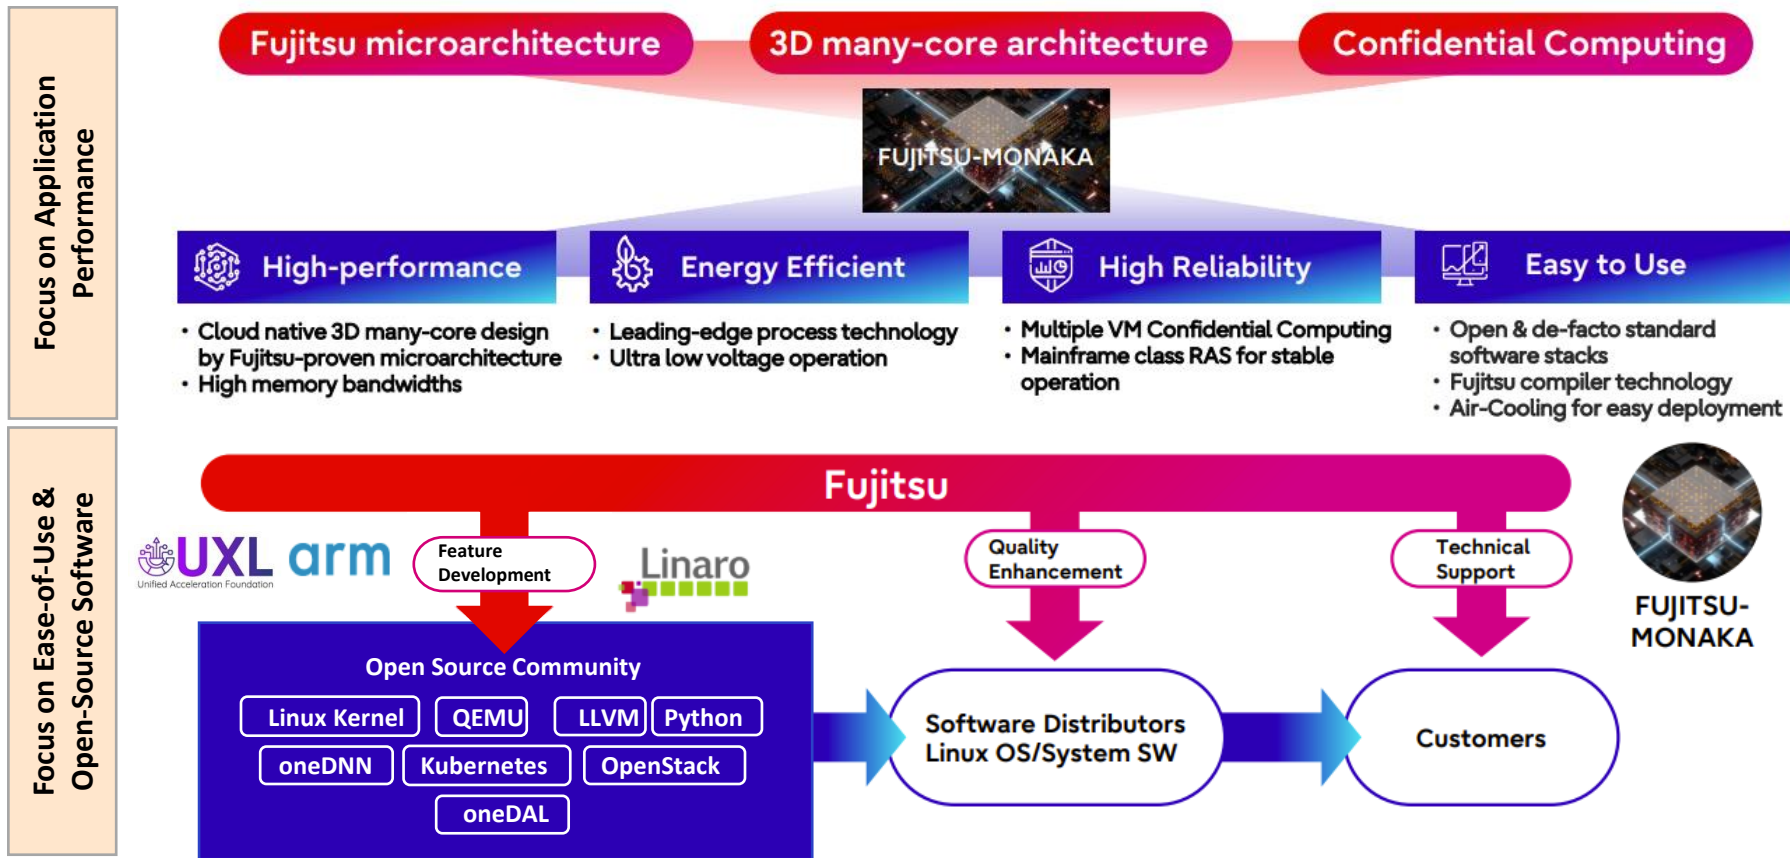 Focus on Application
Performance
Fujitsu microarchitecture
3D many-core architecture
Confidential Computing
FUJITSU-MONAKA
High-performance
• Cloud native 3D many-core design
by Fujitsu-proven microarchitecture
• High memory bandwidths
Energy Efficient
• Leading-edge process technology
• Ultra low voltage operation
High Reliability
• Multiple VM Confidential Computing
• Mainframe class RAS for stable
operation
Easy to Use
• Open & de-facto standard
software stacks
• Fujitsu compiler technology
• Air-Cooling for easy deployment
Focus on Ease-of-Use &
Open-Source Software
Fujitsu
UXL
Unified Acceleration Foundation
arm
Feature
Development
Linaro
Quality
Enhancement
Technical
Support
FUJITSU-
MONAKA
Open Source Community
Linux Kernel
QEMU
LLVM
Python
oneDNN
Kubernetes
OpenStack
oneDAL
Software Distributors
Linux OS/System SW
Customers